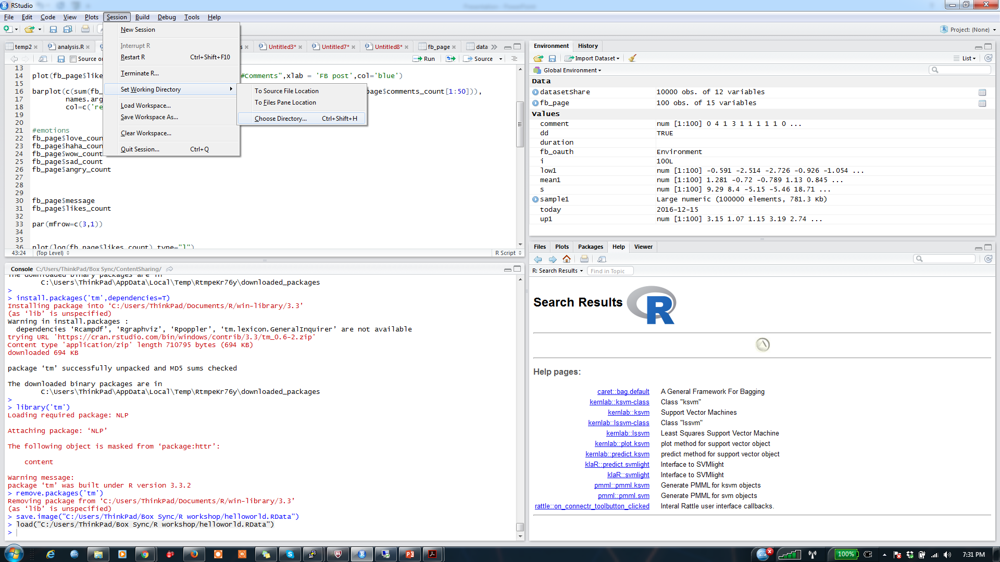 RStudio
File Edit Code View Plots Session Build Debug Tools Help
Project: (None)
New Session
Interrupt R
Restart R Ctrl+Shift+F10
Terminate R...
Set Working Directory
Load Workspace...
Save Workspace As...
Clear Workspace...
Quit Session... Ctrl+Q
To Source File Location
To Files Pane Location
Choose Directory... Ctrl+Shift+H
temp2 analysis.R s Untitled3* Untitled7* Untitled8* fb_page data
Source or Run Source
13
14 plot(fb_page$like #Comments",xlab = 'FB post',col='blue')
15
16 barplot(c(sum(fb_ page$comments_count[1:50])),
17 names.arg
18 col=c('re
19
20
21 #emotions
22 fb_page$love_coun
23 fb_page$haha_coun
24 fb_page$wow_count
25 fb_page$sad_count
26 fb_page$angry_count
27
28
29
30 fb_page$message
31 fb_page$likes_count
32
33 par(mfrow=c(3,1))
34
35
36 plot(log(fb_page$likes_count),type="l")
43:24 (Top Level) R Script
Console C:/Users/ThinkPad/Box Sync/ContentSharing/
The downloaded binary packages are in
C:\Users\ThinkPad\AppData\Local\Temp\RtmpeKr76y\downloaded_packages
>
> install.packages('tm',dependencies=T)
Installing package into ‘C:/Users/ThinkPad/Documents/R/win-library/3.3’
(as ‘lib’ is unspecified)
Warning in install.packages :
dependencies ‘Rcampdf’, ‘Rgraphviz’, ‘Rpoppler’, ‘tm.lexicon.GeneralInquirer’ are not available
trying URL 'https://cran.rstudio.com/bin/windows/contrib/3.3/tm_0.6-2.zip'
Content type 'application/zip' length 710795 bytes (694 KB)
downloaded 694 KB
package ‘tm’ successfully unpacked and MD5 sums checked
The downloaded binary packages are in
C:\Users\ThinkPad\AppData\Local\Temp\RtmpeKr76y\downloaded_packages
>
> library('tm')
Loading required package: NLP
Attaching package: ‘NLP’
The following object is masked from ‘package:httr’:
content
Warning message:
package ‘tm’ was built under R version 3.3.2
> remove.packages('tm')
Removing package from ‘C:/Users/ThinkPad/Documents/R/win-library/3.3’
(as ‘lib’ is unspecified)
> save.image("C:/Users/ThinkPad/Box Sync/R workshop/helloworld.RData")
> load("C:/Users/ThinkPad/Box Sync/R workshop/helloworld.RData")
>
Environment History
Import Dataset List
Global Environment
Data
datasetShare 10000 obs. of 12 variables
fb_page 100 obs. of 15 variables
Values
comment num [1:100] 0 4 1 3 1 1 1 1 1 0 ...
dd TRUE
duration
fb_oauth Environment
i 100L
low1 num [1:100] -0.591 -2.514 -2.726 -0.926 -1.054 ...
mean1 num [1:100] 1.281 -0.72 -0.789 1.13 0.845 ...
s num [1:100] 9.29 8.4 -5.15 -5.46 18.71 ...
sample1 Large numeric (100000 elements, 781.3 Kb)
today 2016-12-15
up1 num [1:100] 3.15 1.07 1.15 3.19 2.74 ...
Files Plots Packages Help Viewer
R: Search Results Find in Topic
Search Results R
Help pages:
caret::bag.default A General Framework For Bagging
kernlab::ksvm-class Class "ksvm"
kernlab::ksvm Support Vector Machines
kernlab::lssvm-class Class "lssvm"
kernlab::lssvm Least Squares Support Vector Machine
kernlab::plot.ksvm plot method for support vector object
kernlab::predict.ksvm predict method for support vector object
klaR::predict.svmlight Interface to SVMlight
klaR::svmlight Interface to SVMlight
pmml::pmml.ksvm Generate PMML for ksvm objects
pmml::pmml.svm Generate PMML for svm objects
rattle::on_connectr_toolbutton_clicked Interal Rattle user interface callbacks.
100% 7:31 PM